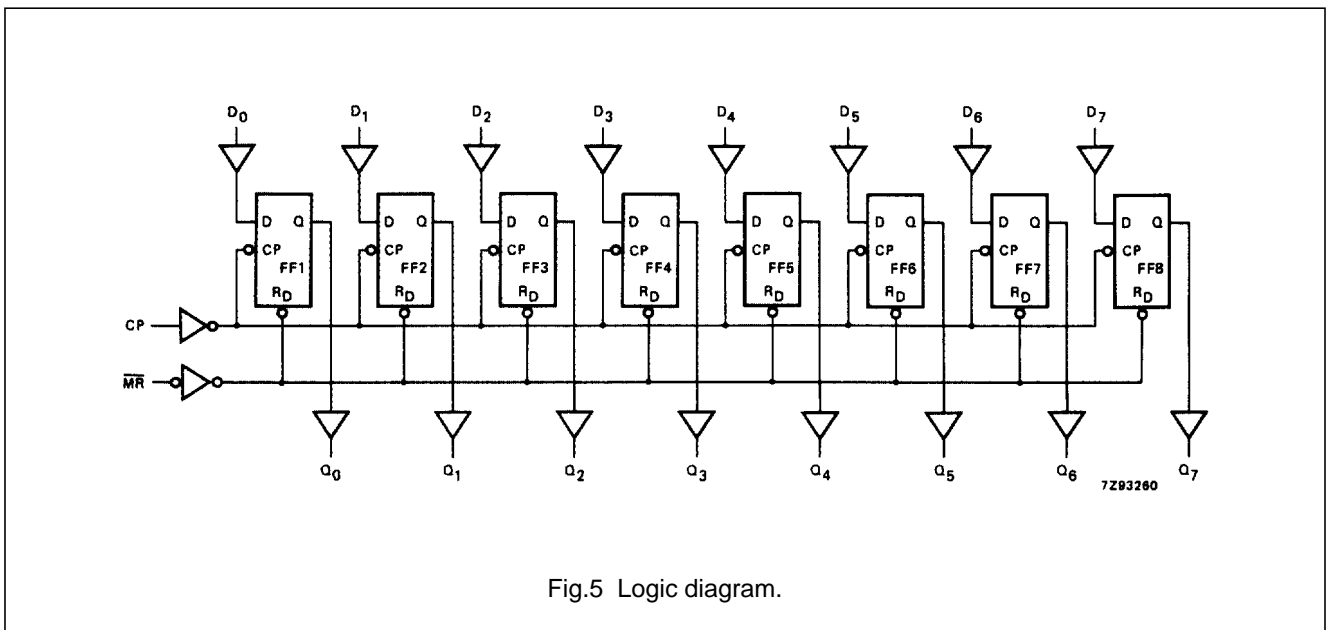 D0 D1 D2 D3 D4 D5 D6 D7
D Q D Q D Q D Q D Q D Q D Q D Q
CP CP CP CP CP CP CP CP
FF1 FF2 FF3 FF4 FF5 FF6 FF7 FF8
RD RD RD RD RD RD RD RD
CP
M̅R̅
Q0 Q1 Q2 Q3 Q4 Q5 Q6 Q7
7Z93260
Fig.5 Logic diagram.